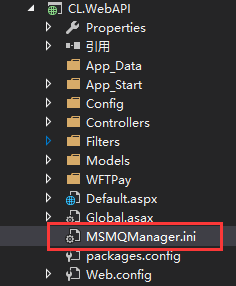 CL.WebAPI
Properties
引用
App_Data
App_Start
Config
Controllers
Filters
Models
WFTPay
Default.aspx
Global.asax
MSMQManager.ini
packages.config
Web.config